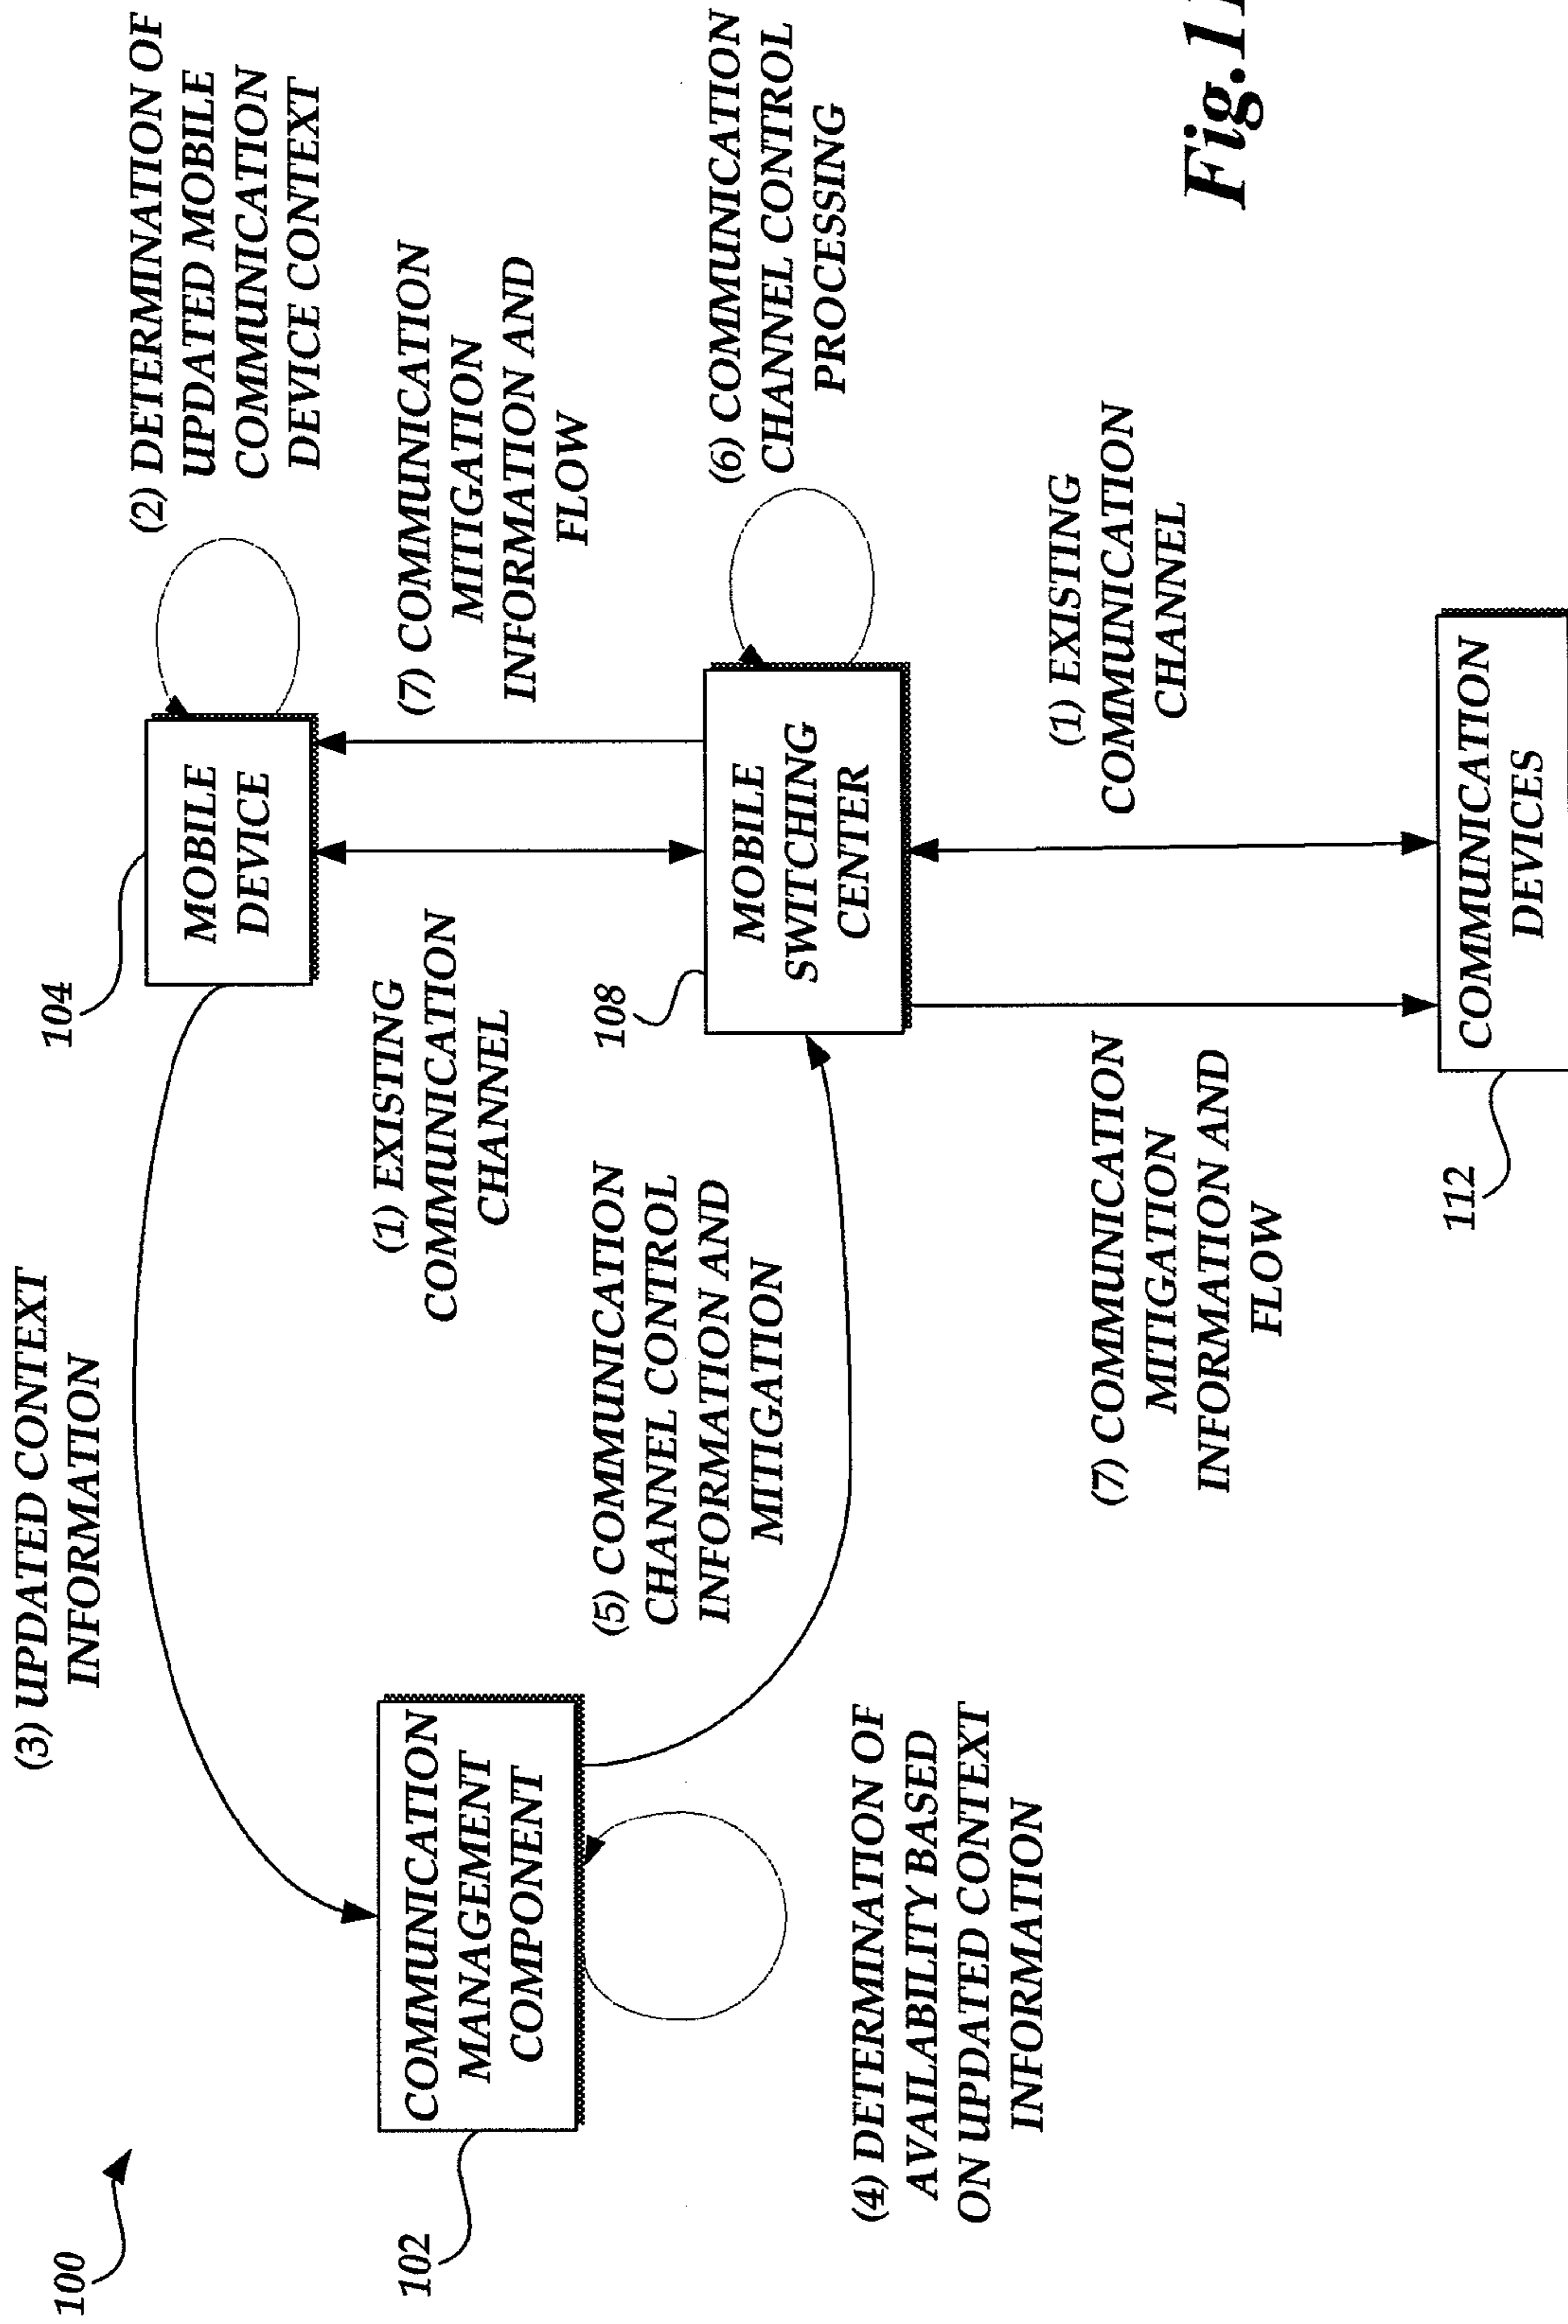 100
(3) UPDATED CONTEXT
INFORMATION
104
(2) DETERMINATION OF
UPDATED MOBILE
COMMUNICATION
DEVICE CONTEXT
MOBILE
DEVICE
102
COMMUNICATION
MANAGEMENT
COMPONENT
(1) EXISTING
COMMUNICATION
CHANNEL
(7) COMMUNICATION
MITIGATION
INFORMATION AND
FLOW
(5) COMMUNICATION
CHANNEL CONTROL
INFORMATION AND
MITIGATION
108
MOBILE
SWITCHING
CENTER
(6) COMMUNICATION
CHANNEL CONTROL
PROCESSING
(4) DETERMINATION OF
AVAILABILITY BASED
ON UPDATED CONTEXT
INFORMATION
(7) COMMUNICATION
MITIGATION
INFORMATION AND
FLOW
(1) EXISTING
COMMUNICATION
CHANNEL
112
COMMUNICATION
DEVICES
Fig.11